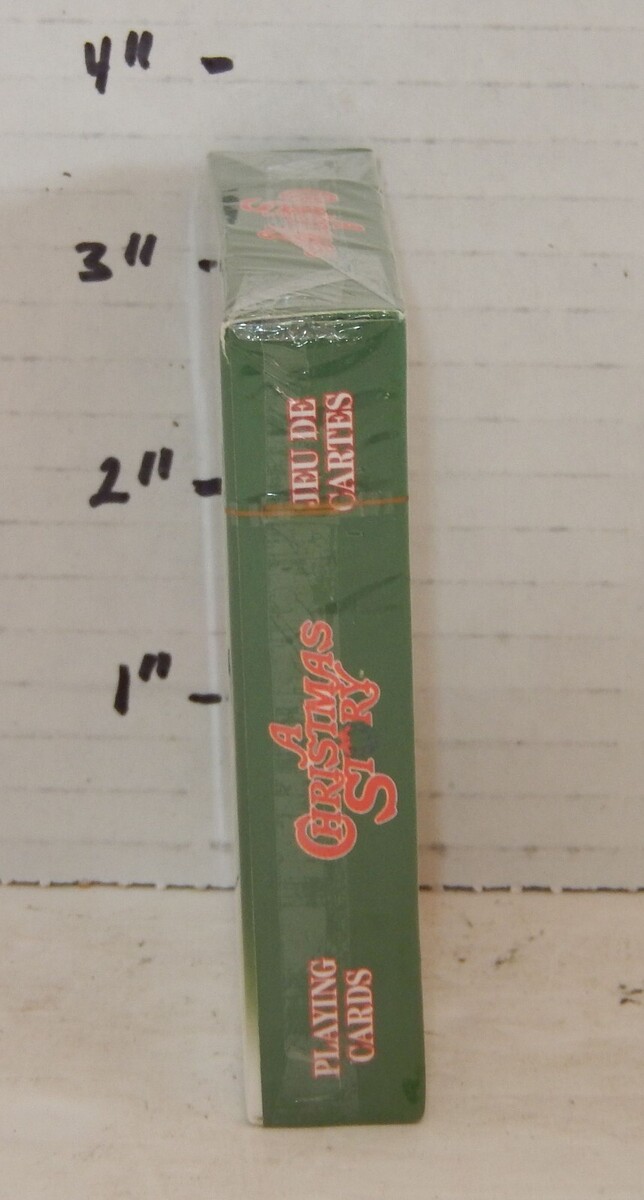 4"
3"
2"
1"
JEU DE
CARTES
A
CHRISTMAS
STORY
PLAYING
CARDS